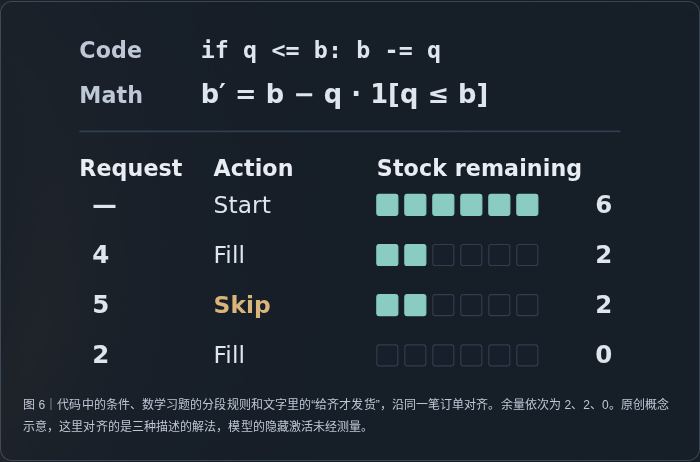 Code if q <= b: b -= q
Math b′ = b − q · 1[q ≤ b]
Request Action Stock remaining
— Start 6
4 Fill 2
5 Skip 2
2 Fill 0
图 6｜代码中的条件、数学习题的分段规则和文字里的“给齐才发货”，沿同一笔订单对齐。余量依次为 2、2、0。原创概念
示意，这里对齐的是三种描述的解法，模型的隐藏激活未经测量。